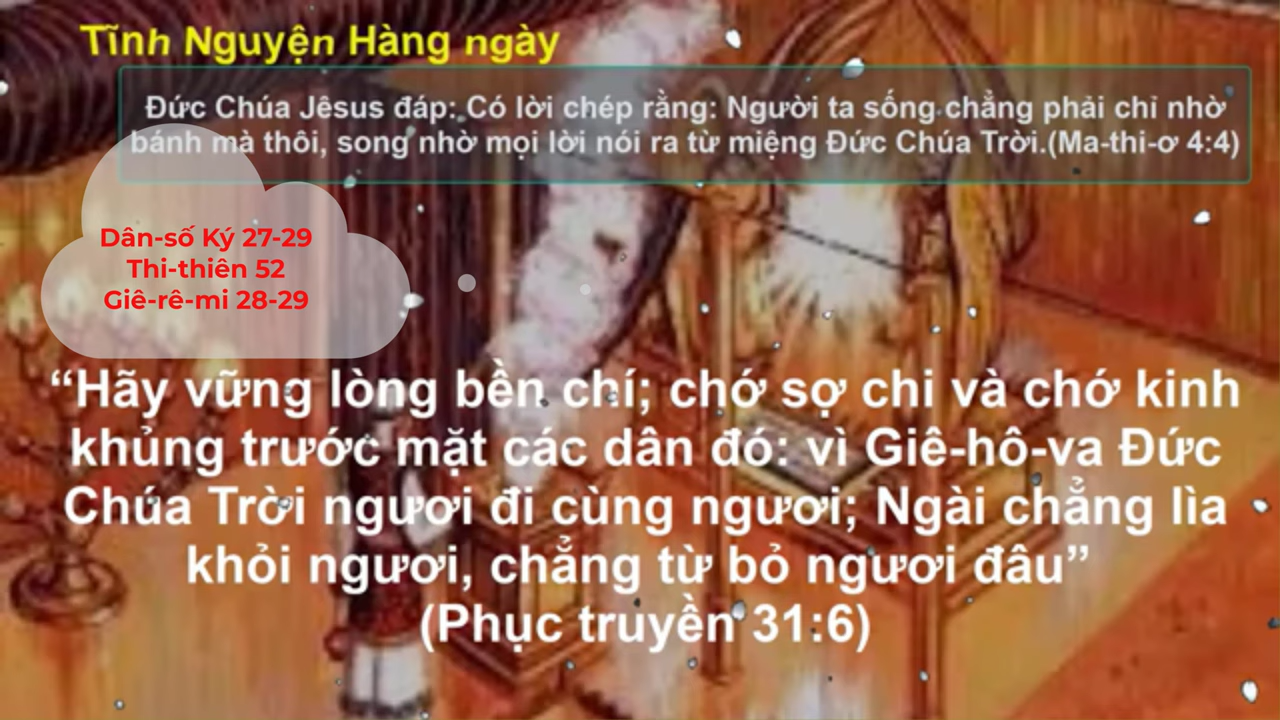 Tĩnh Nguyện Hàng ngày
Đức Chúa Jêsus đáp: Có lời chép rằng: Người ta sống chẳng phải chỉ nhờ
bánh mà thôi, song nhờ mọi lời nói ra từ miệng Đức Chúa Trời.(Ma-thi-ơ 4:4)
Dân-số Ký 27-29
Thi-thiên 52
Giê-rê-mi 28-29
“Hãy vững lòng bền chí; chớ sợ chi và chớ kinh
khủng trước mặt các dân đó: vì Giê-hô-va Đức
Chúa Trời ngươi đi cùng ngươi; Ngài chẳng lìa
khỏi ngươi, chẳng từ bỏ ngươi đâu”
(Phục truyền 31:6)